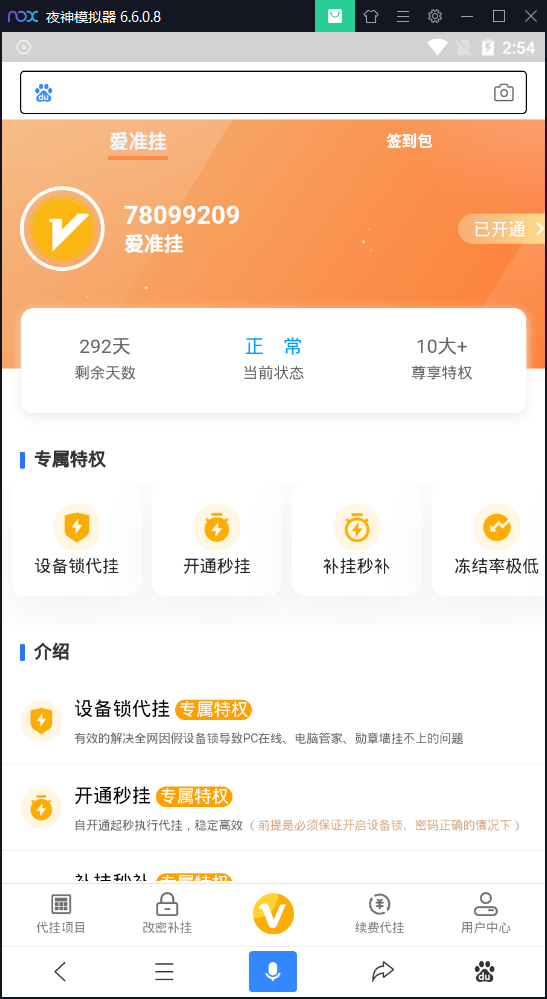 nox 夜神模拟器 6.6.0.8
2:54
du
爱准挂
签到包
78099209
爱准挂
已开通
292天
正 常
10大+
剩余天数
当前状态
尊享特权
专属特权
设备锁代挂
开通秒挂
补挂秒补
冻结率极低
介绍
设备锁代挂 专属特权
有效的解决全网因假设备锁导致PC在线、电脑管家、勋章墙挂不上的问题
开通秒挂 专属特权
自开通起秒执行代挂，稳定高效（前提是必须保证开启设备锁、密码正确的情况下）
补挂秒补 专属特权
代挂项目
改密补挂
续费代挂
用户中心
du